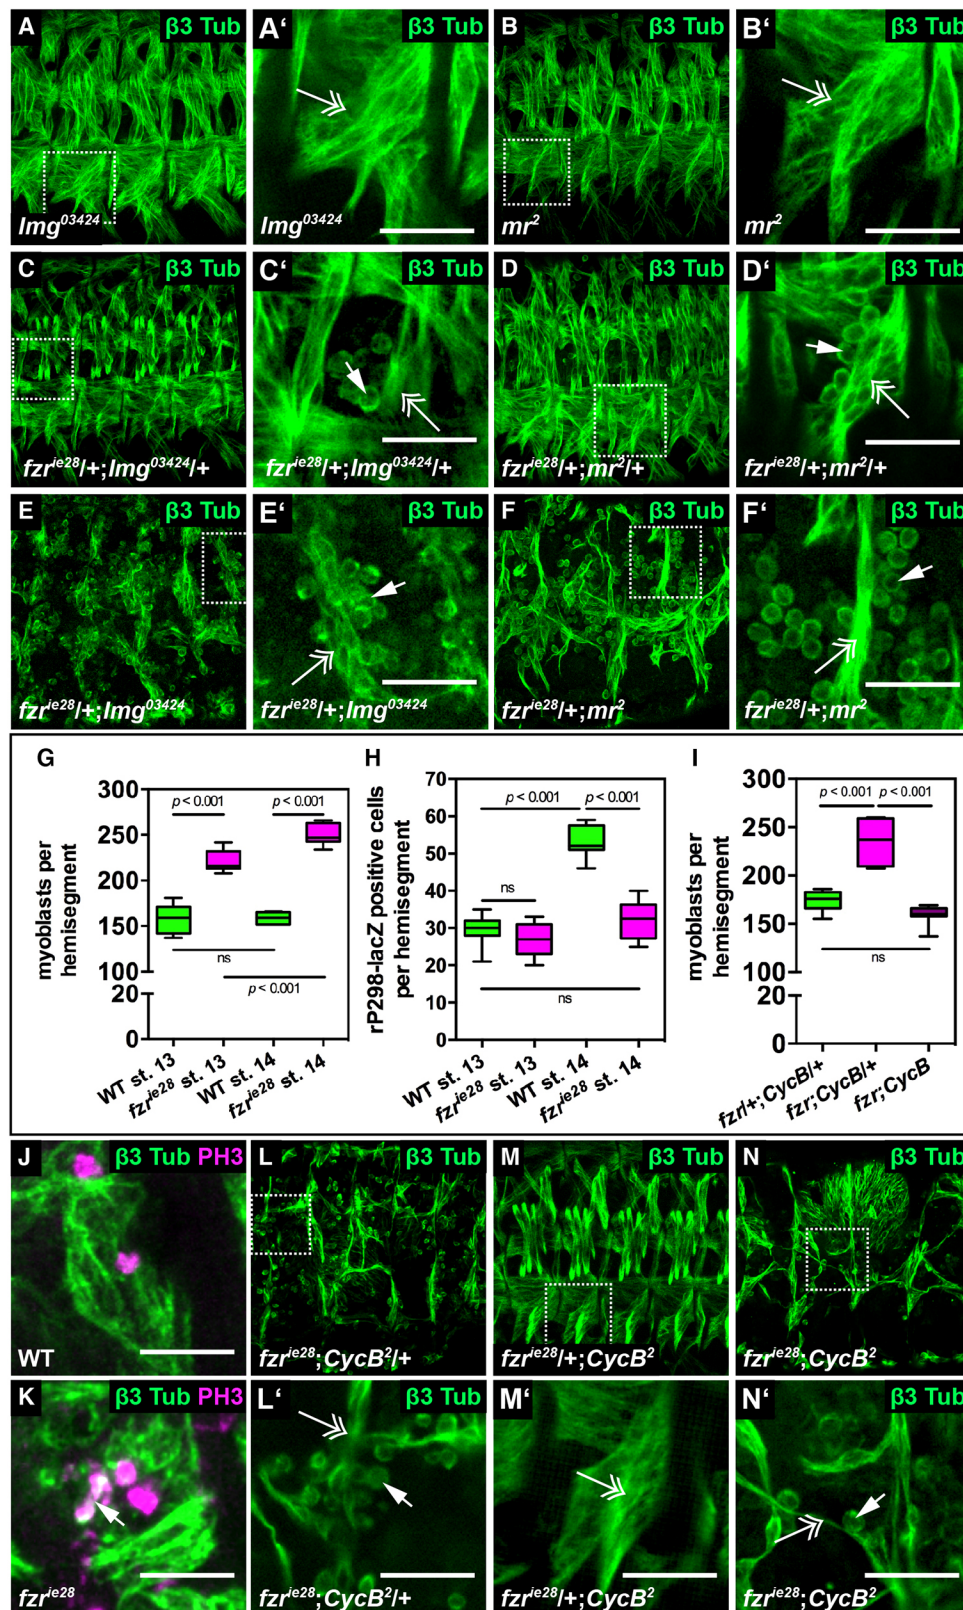 A β3 Tub A' β3 Tub B β3 Tub B' β3 Tub
lmg⁰³⁴²⁴ lmg⁰³⁴²⁴ mr² mr²
C β3 Tub C' β3 Tub D β3 Tub D' β3 Tub
fzrⁱᵉ²⁸/+;lmg⁰³⁴²⁴/+ fzrⁱᵉ²⁸/+;lmg⁰³⁴²⁴/+ fzrⁱᵉ²⁸/+;mr²/+ fzrⁱᵉ²⁸/+;mr²/+
E β3 Tub E' β3 Tub F β3 Tub F' β3 Tub
fzrⁱᵉ²⁸/+;lmg⁰³⁴²⁴ fzrⁱᵉ²⁸/+;lmg⁰³⁴²⁴ fzrⁱᵉ²⁸/+;mr² fzrⁱᵉ²⁸/+;mr²
G
myoblasts per
hemisegment
300
250
200
150
100
20
0
p < 0.001 p < 0.001
ns
p < 0.001
WT st. 13
fzrⁱᵉ²⁸ st. 13
WT st. 14
fzrⁱᵉ²⁸ st. 14
H
rP298-lacZ positive cells
per hemisegment
70
60
50
40
30
20
10
0
p < 0.001 p < 0.001
ns
ns
WT st. 13
fzrⁱᵉ²⁸ st. 13
WT st. 14
fzrⁱᵉ²⁸ st. 14
I
myoblasts per
hemisegment
300
250
200
150
100
20
0
p < 0.001 p < 0.001
ns
fzr/+;CycB/+
fzr;CycB/+
fzr;CycB
J β3 Tub PH3 L β3 Tub M β3 Tub N β3 Tub
WT fzrⁱᵉ²⁸;CycB²/+ fzrⁱᵉ²⁸/+;CycB² fzrⁱᵉ²⁸;CycB²
K β3 Tub PH3 L' β3 Tub M' β3 Tub N' β3 Tub
fzrⁱᵉ²⁸ fzrⁱᵉ²⁸;CycB²/+ fzrⁱᵉ²⁸/+;CycB² fzrⁱᵉ²⁸;CycB²